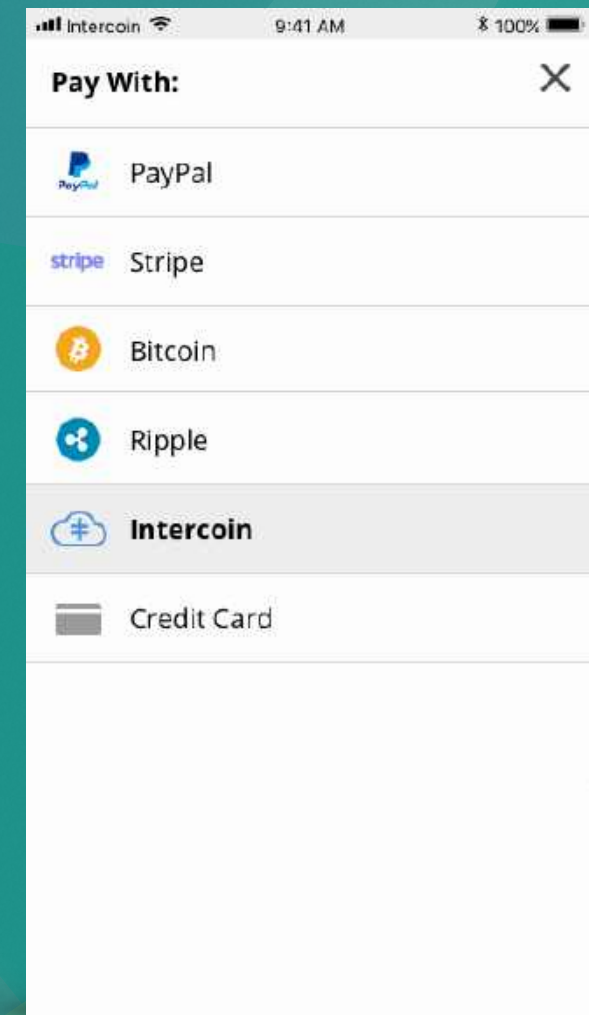 Intercoin 9:41 AM 100%
Pay With:
PayPal PayPal
stripe Stripe
Bitcoin
Ripple
Intercoin
Credit Card